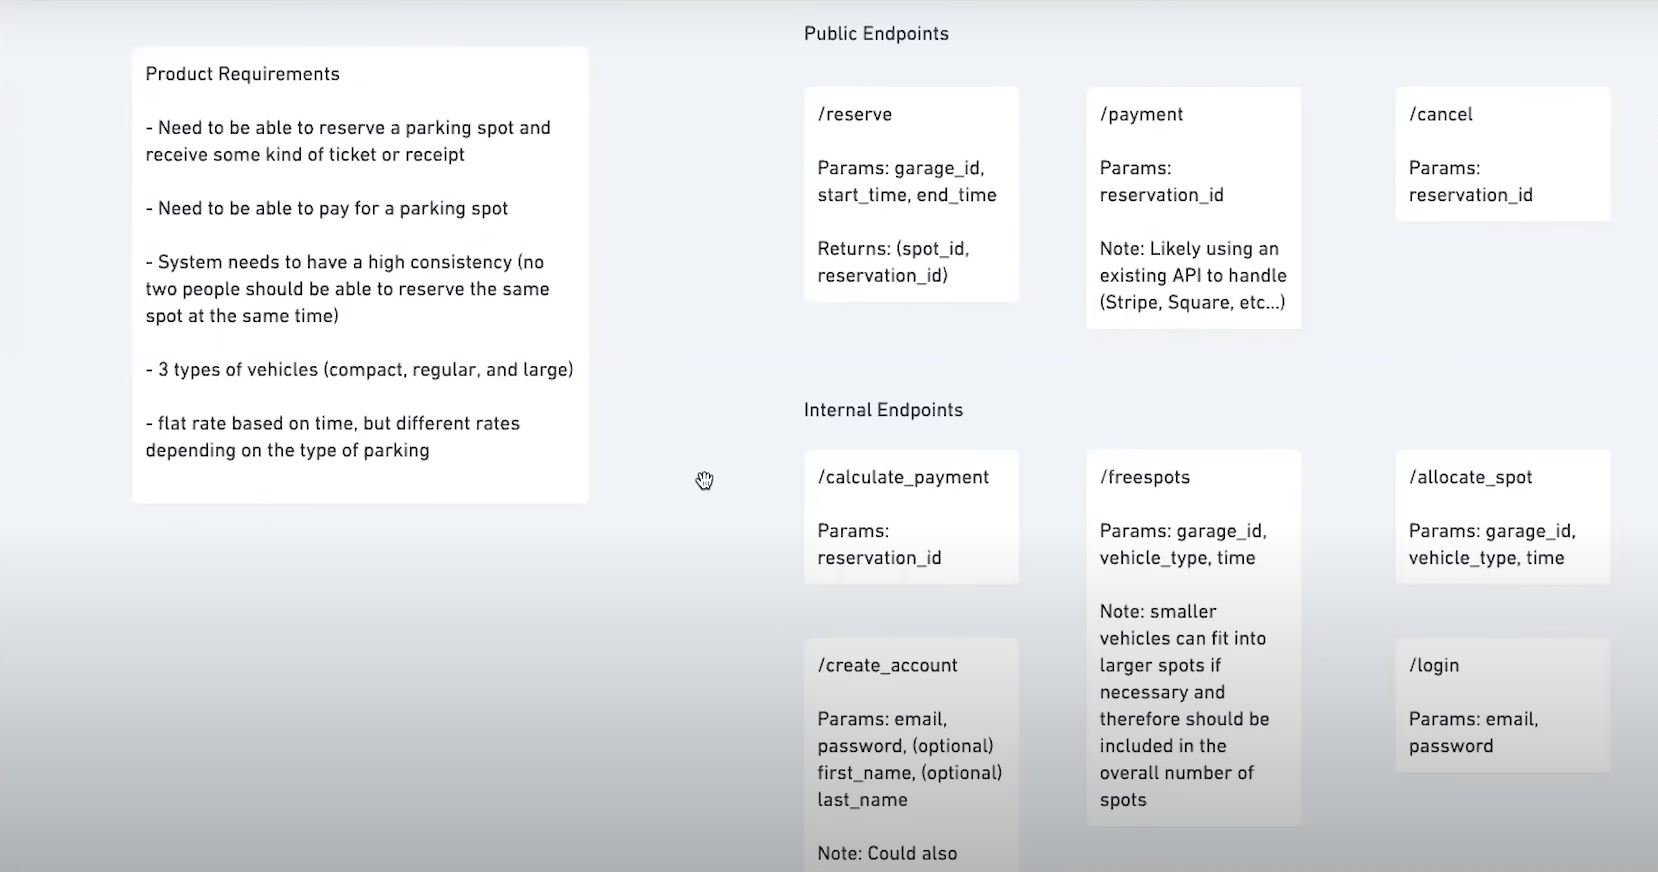 Product Requirements
- Need to be able to reserve a parking spot and
receive some kind of ticket or receipt
- Need to be able to pay for a parking spot
- System needs to have a high consistency (no
two people should be able to reserve the same
spot at the same time)
- 3 types of vehicles (compact, regular, and large)
- flat rate based on time, but different rates
depending on the type of parking
Public Endpoints
/reserve
Params: garage_id,
start_time, end_time
Returns: (spot_id,
reservation_id)
/payment
Params:
reservation_id
Note: Likely using an
existing API to handle
(Stripe, Square, etc...)
/cancel
Params:
reservation_id
Internal Endpoints
/calculate_payment
Params:
reservation_id
/freespots
Params: garage_id,
vehicle_type, time
Note: smaller
vehicles can fit into
larger spots if
necessary and
therefore should be
included in the
overall number of
spots
/allocate_spot
Params: garage_id,
vehicle_type, time
/create_account
Params: email,
password, (optional)
first_name, (optional)
last_name
Note: Could also
/login
Params: email,
password